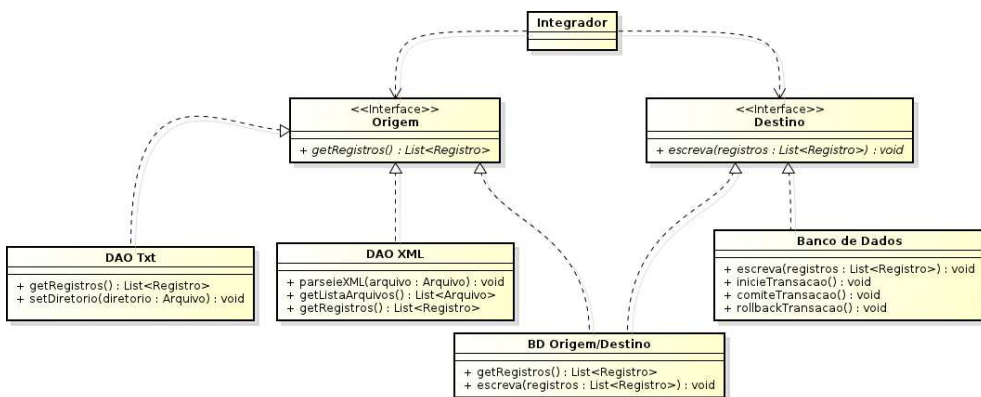 Integrador
<<Interface>>
Origem
+ getRegistros() : List<Registro>
<<Interface>>
Destino
+ escreva(registros : List<Registro>) : void
DAO Txt
+ getRegistros() : List<Registro>
+ setDiretorio(diretorio : Arquivo) : void
DAO XML
+ parseieXML(arquivo : Arquivo) : void
+ getListaArquivos() : List<Arquivo>
+ getRegistros() : List<Registro>
Banco de Dados
+ escreva(registros : List<Registro>) : void
+ inicieTransacao() : void
+ comiteTransacao() : void
+ rollbackTransacao() : void
BD Origem/Destino
+ getRegistros() : List<Registro>
+ escreva(registros : List<Registro>) : void